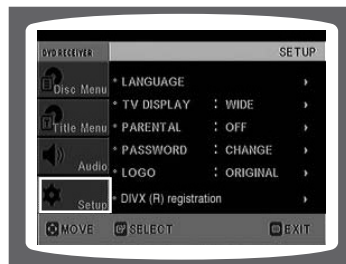 DVD RECEIVER SETUP
Disc Menu
Title Menu
Audio
Setup
• LANGUAGE
• TV DISPLAY : WIDE
• PARENTAL : OFF
• PASSWORD : CHANGE
• LOGO : ORIGINAL
• DIVX (R) registration
MOVE SELECT EXIT